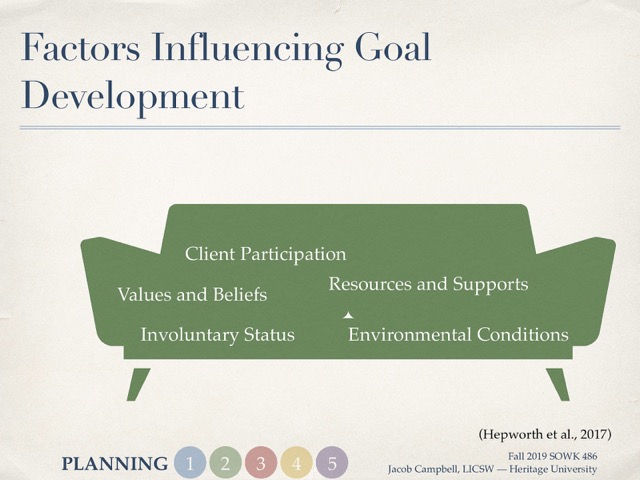 Factors Influencing Goal
Development
Client Participation
Resources and Supports
Values and Beliefs
Involuntary Status
Environmental Conditions
(Hepworth et al., 2017)
PLANNING 1 2 3 4 5
Fall 2019 SOWK 486
Jacob Campbell, LICSW — Heritage University